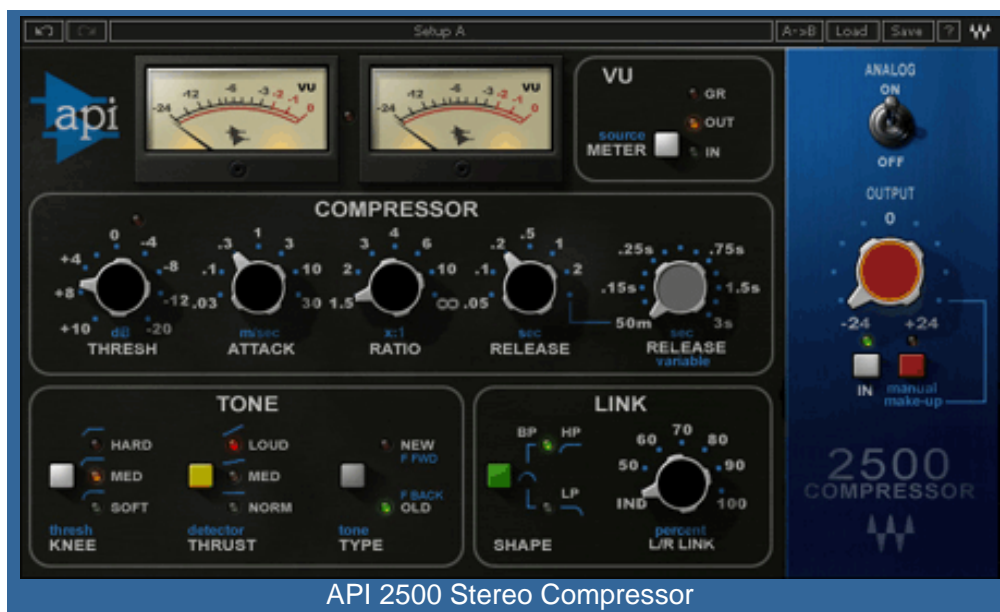 Setup A
A->B Load Save ?
api
-24 -12 -6 -3 -2 -1 0 VU
-24 -12 -6 -3 -2 -1 0 VU
VU
GR
OUT
IN
source
METER
ANALOG
ON
OFF
OUTPUT
0
-24 +24
IN
manual
make-up
COMPRESSOR
+10 +8 +4 0 -4 -8 -12 -20
dB
THRESH
.03 .1 .3 1 3 10 30
m/sec
ATTACK
1.5 2 3 4 6 10 ∞
x:1
RATIO
.05 .1 .2 .5 1 2
sec
RELEASE
50m .15s .25s .75s 1.5s 3s
sec
RELEASE
variable
TONE
HARD
MED
SOFT
thresh
KNEE
LOUD
MED
NORM
detector
THRUST
NEW
F FWD
F BACK
OLD
tone
TYPE
LINK
BP HP
LP
SHAPE
IND 50 60 70 80 90 100
percent
L/R LINK
2500
COMPRESSOR
API 2500 Stereo Compressor